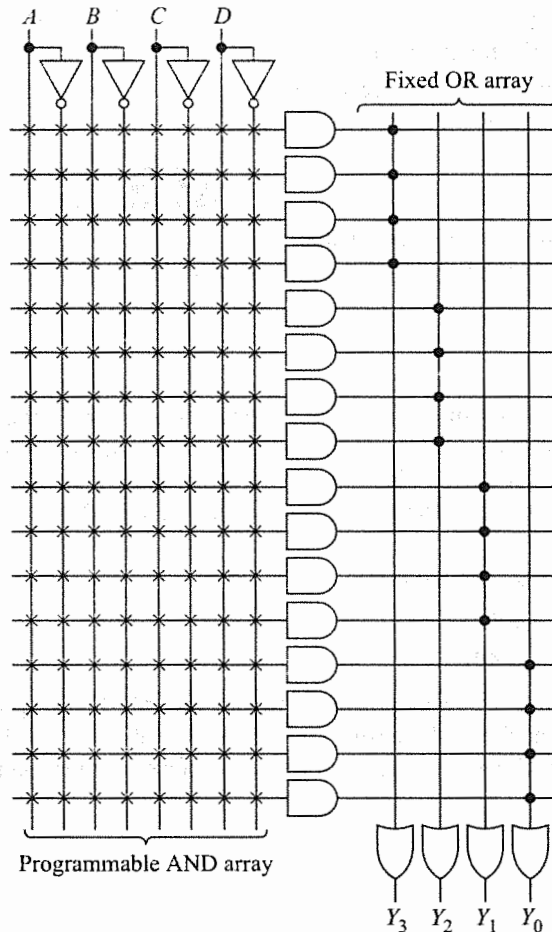 A B C D
Fixed OR array
Programmable AND array
Y₃ Y₂ Y₁ Y₀